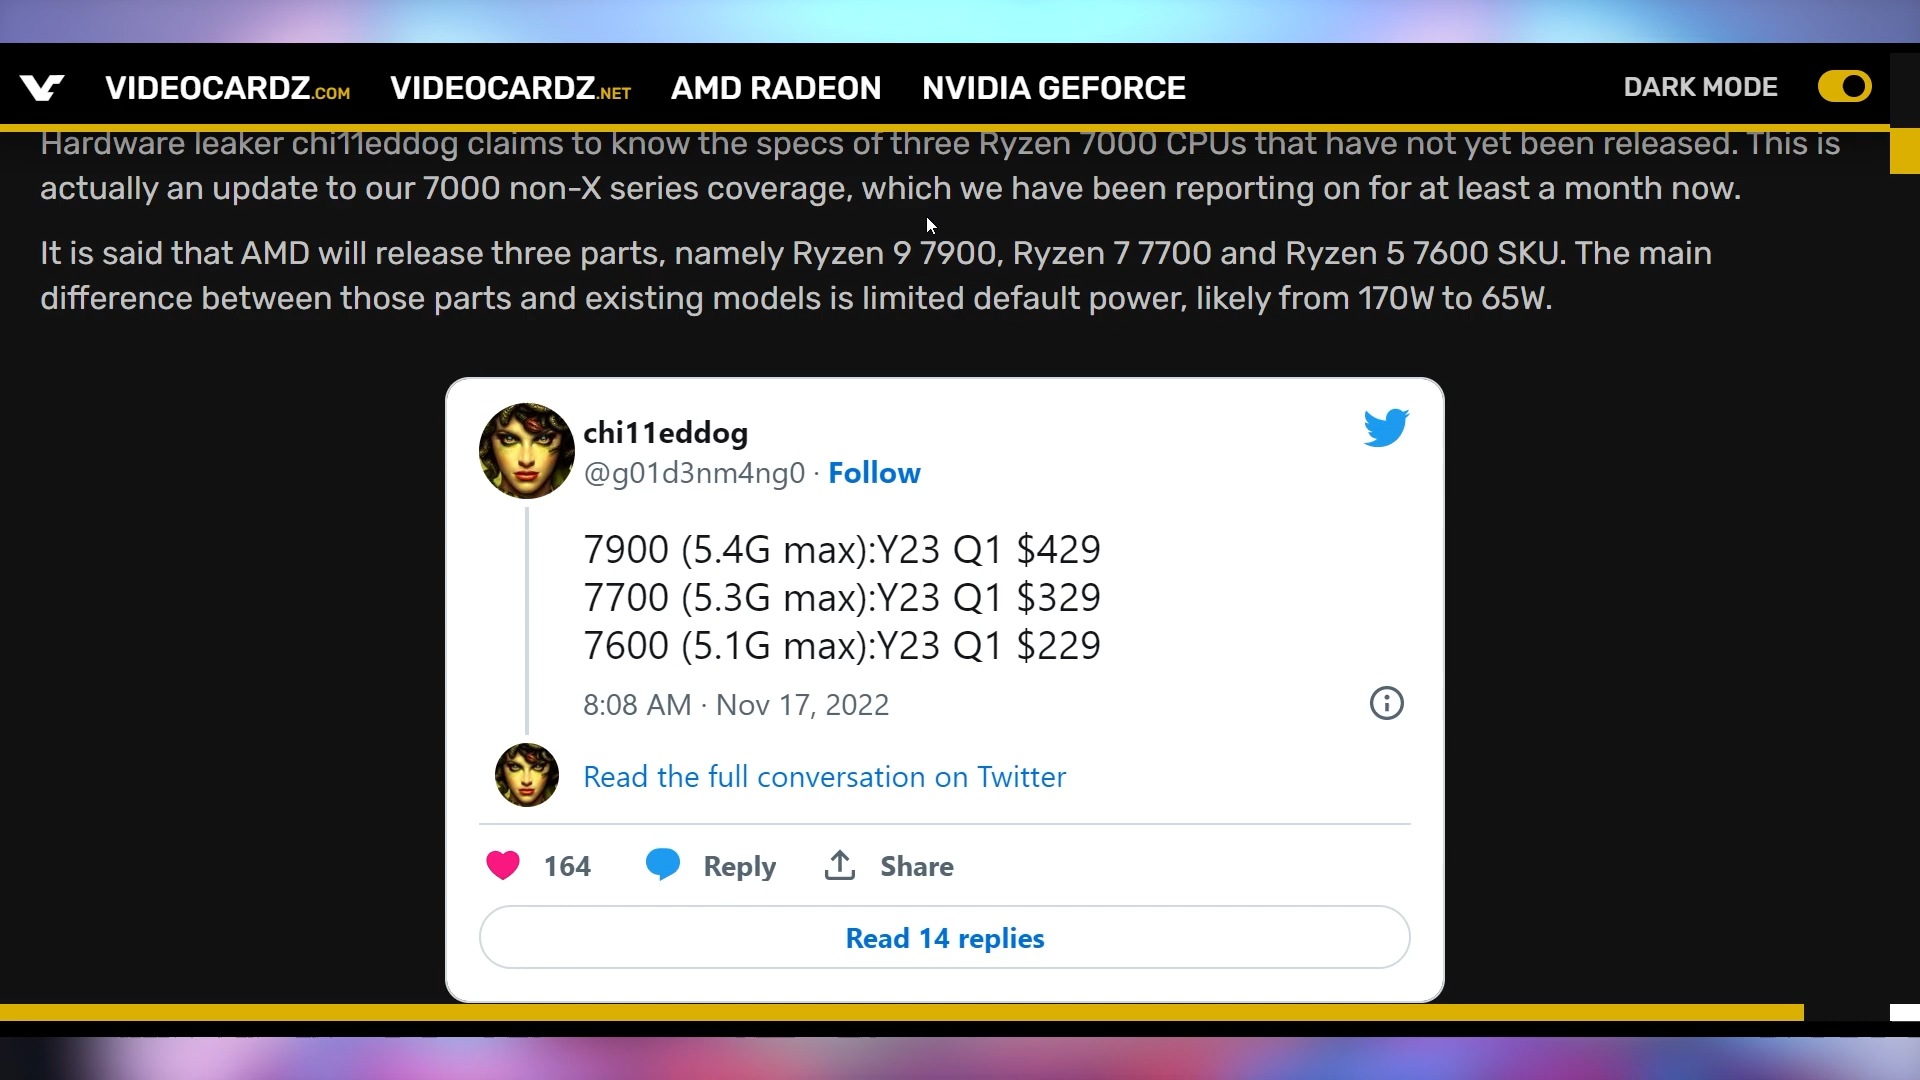 VIDEOCARDZ.COM VIDEOCARDZ.NET AMD RADEON NVIDIA GEFORCE DARK MODE
Hardware leaker chi11eddog claims to know the specs of three Ryzen 7000 CPUs that have not yet been released. This is
actually an update to our 7000 non-X series coverage, which we have been reporting on for at least a month now.
It is said that AMD will release three parts, namely Ryzen 9 7900, Ryzen 7 7700 and Ryzen 5 7600 SKU. The main
difference between those parts and existing models is limited default power, likely from 170W to 65W.
chi11eddog
@g01d3nm4ng0 · Follow
7900 (5.4G max):Y23 Q1 $429
7700 (5.3G max):Y23 Q1 $329
7600 (5.1G max):Y23 Q1 $229
8:08 AM · Nov 17, 2022
Read the full conversation on Twitter
164 Reply Share
Read 14 replies